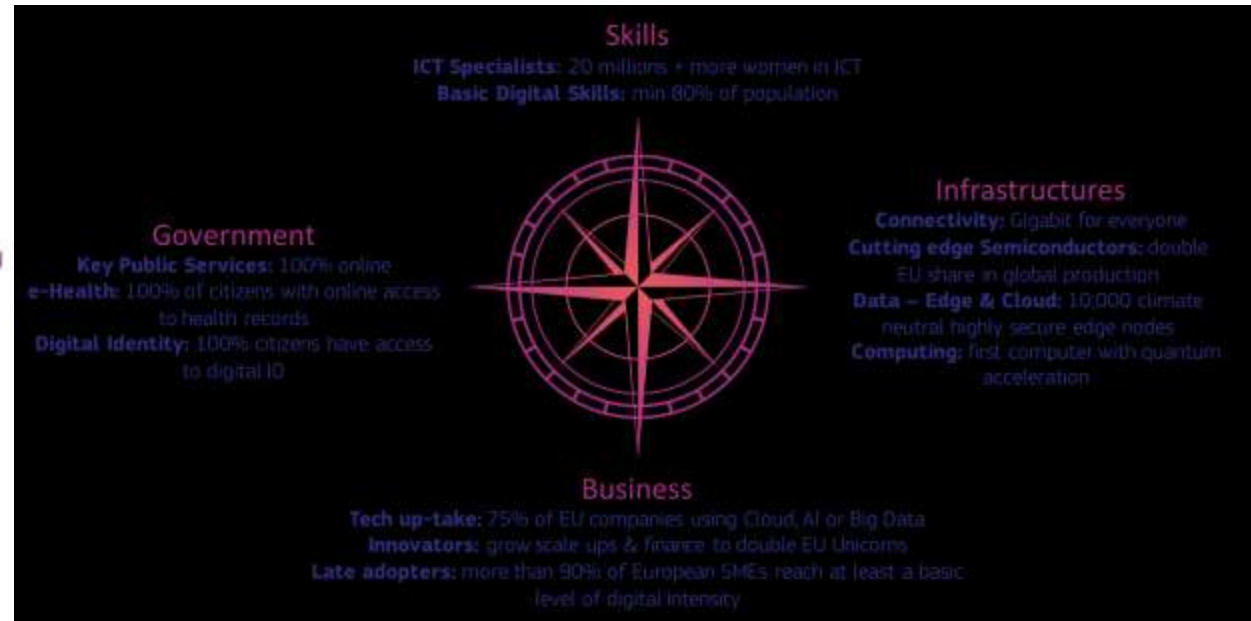 Skills
ICT Specialists: 20 millions + more women in ICT
Basic Digital Skills: min 80% of population
Infrastructures
Connectivity: Gigabit for everyone
Cutting edge Semiconductors: double
EU share in global production
Data – Edge & Cloud: 10,000 climate
neutral highly secure edge nodes
Computing: first computer with quantum
acceleration
Government
Key Public Services: 100% online
e-Health: 100% of citizens with online access
to health records
Digital Identity: 100% citizens have access
to digital ID
Business
Tech up-take: 75% of EU companies using Cloud, AI or Big Data
Innovators: grow scale ups & finance to double EU Unicorns
Late adopters: more than 90% of European SMEs reach at least a basic
level of digital intensity